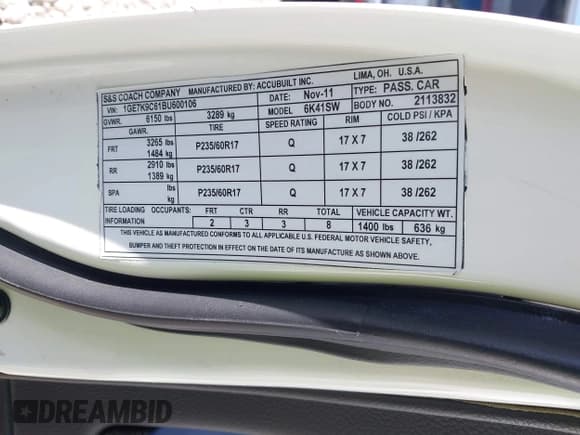 S&S COACH COMPANY MANUFACTURED BY: ACCUBUILT INC. LIMA, OH. U.S.A.
VIN: 1GE7K9C61BU600106 DATE: Nov-11 TYPE: PASS. CAR
GVWR. 6150 lbs 3289 kg MODEL 6K41SW BODY NO. 2113832
GAWR. TIRE SPEED RATING RIM COLD PSI / KPA
FRT 3265 lbs 1484 kg P235/60R17 Q 17 X 7 38 /262
RR 2910 lbs 1389 kg P235/60R17 Q 17 X 7 38 /262
SPA lbs kg P235/60R17 Q 17 X 7 38 /262
TIRE LOADING OCCUPANTS: FRT CTR RR TOTAL VEHICLE CAPACITY WT.
INFORMATION 2 3 3 8 1400 lbs 636 kg
THIS VEHICLE AS MANUFACTURED CONFORMS TO ALL APPLICABLE U.S. FEDERAL MOTOR VEHICLE SAFETY,
BUMPER AND THEFT PROTECTION IN EFFECT ON THE DATE OF ITS MANUFACTURE AS SHOWN ABOVE.
DREAMBID